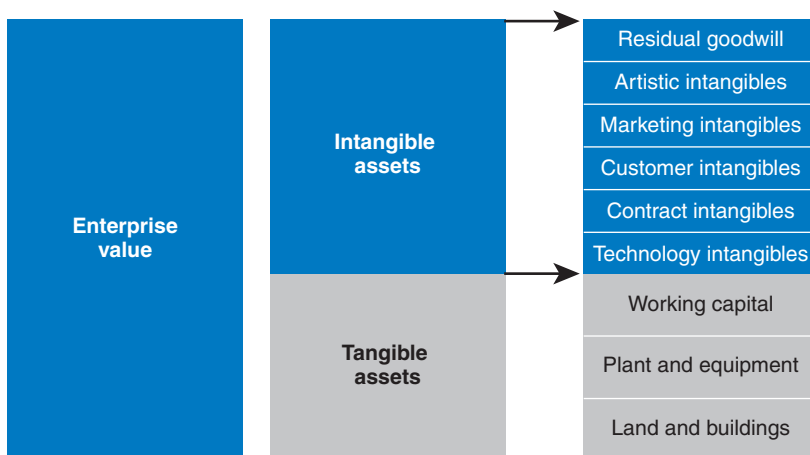 Enterprise
value
Intangible
assets
Tangible
assets
Residual goodwill
Artistic intangibles
Marketing intangibles
Customer intangibles
Contract intangibles
Technology intangibles
Working capital
Plant and equipment
Land and buildings